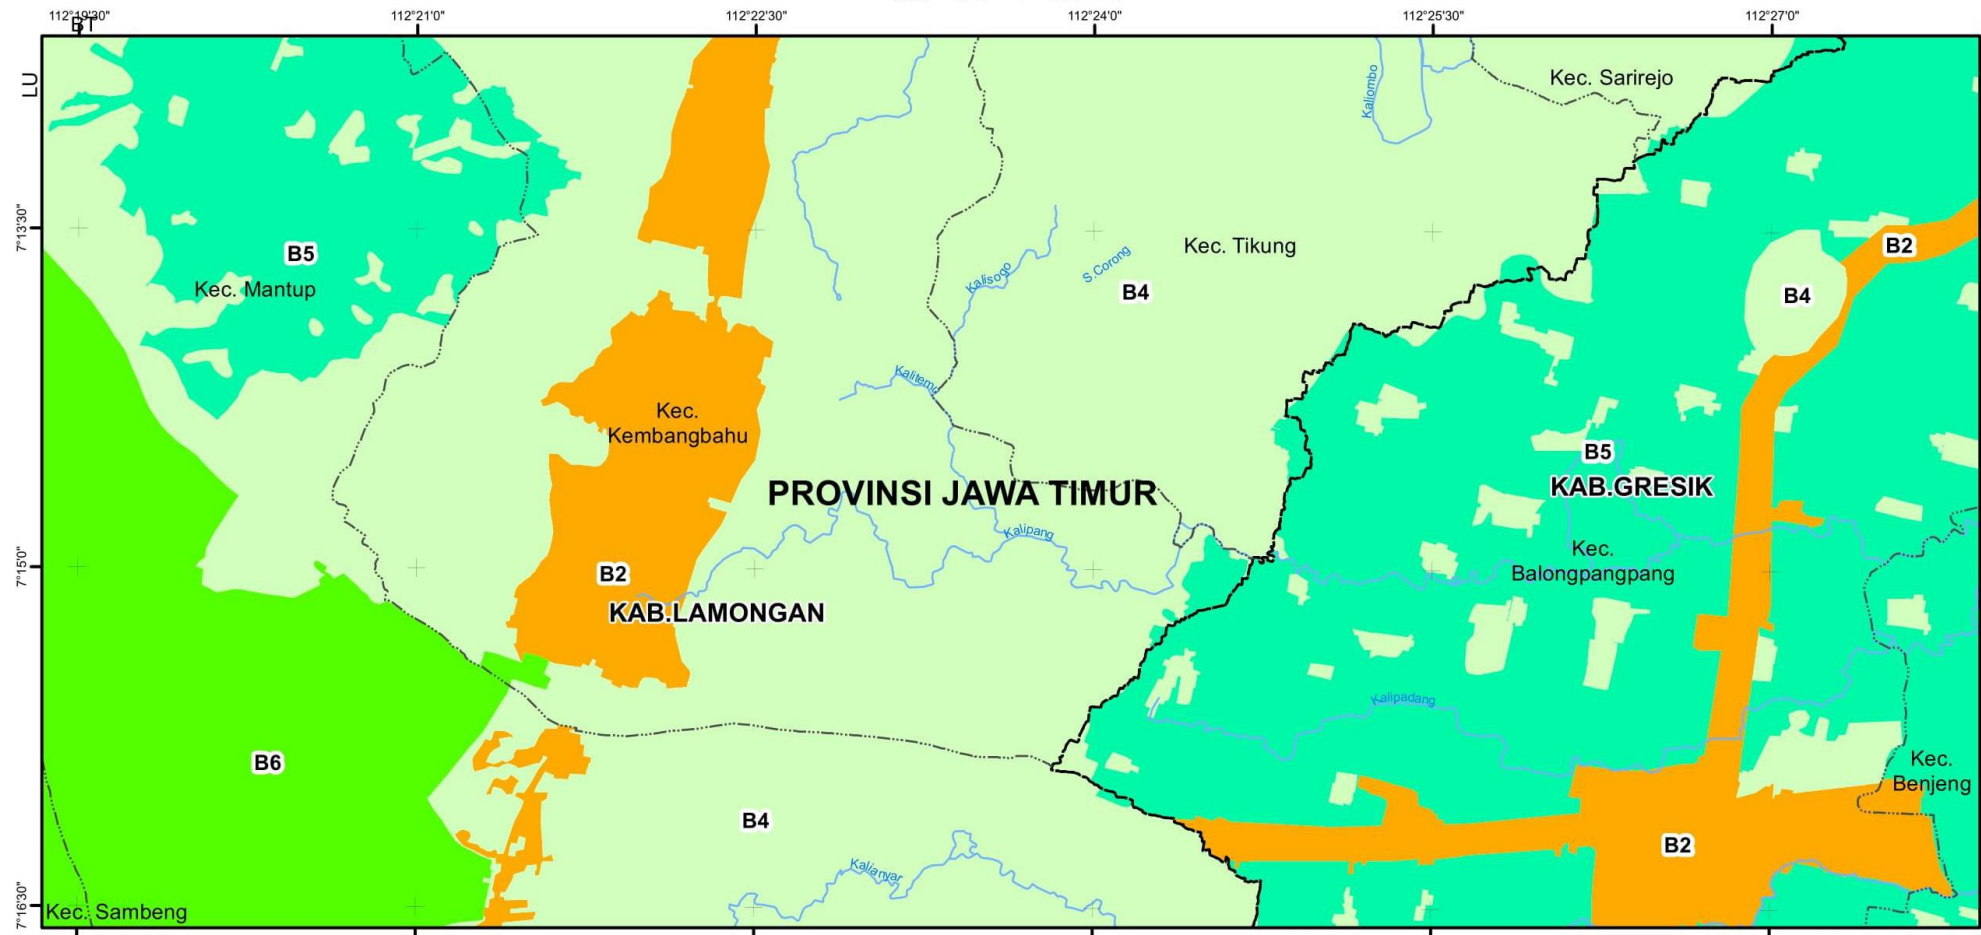 112°19'30"
112°21'0"
112°22'30"
112°24'0"
112°25'30"
112°27'0"
BT
LU
Kaliombo
Kec. Sarirejo
7°13'30"
B5
Kec. Mantup
Kalisogo
S.Corong
Kec. Tikung
B4
B2
B4
Kalitemu
Kec.
Kembangbahu
PROVINSI JAWA TIMUR
B5
KAB.GRESIK
Kalipang
7°15'0"
B2
KAB.LAMONGAN
Kec.
Balongpangpang
Kalipadang
B6
Kec.
Benjeng
B4
B2
Kalianyar
7°16'30"
Kec. Sambeng